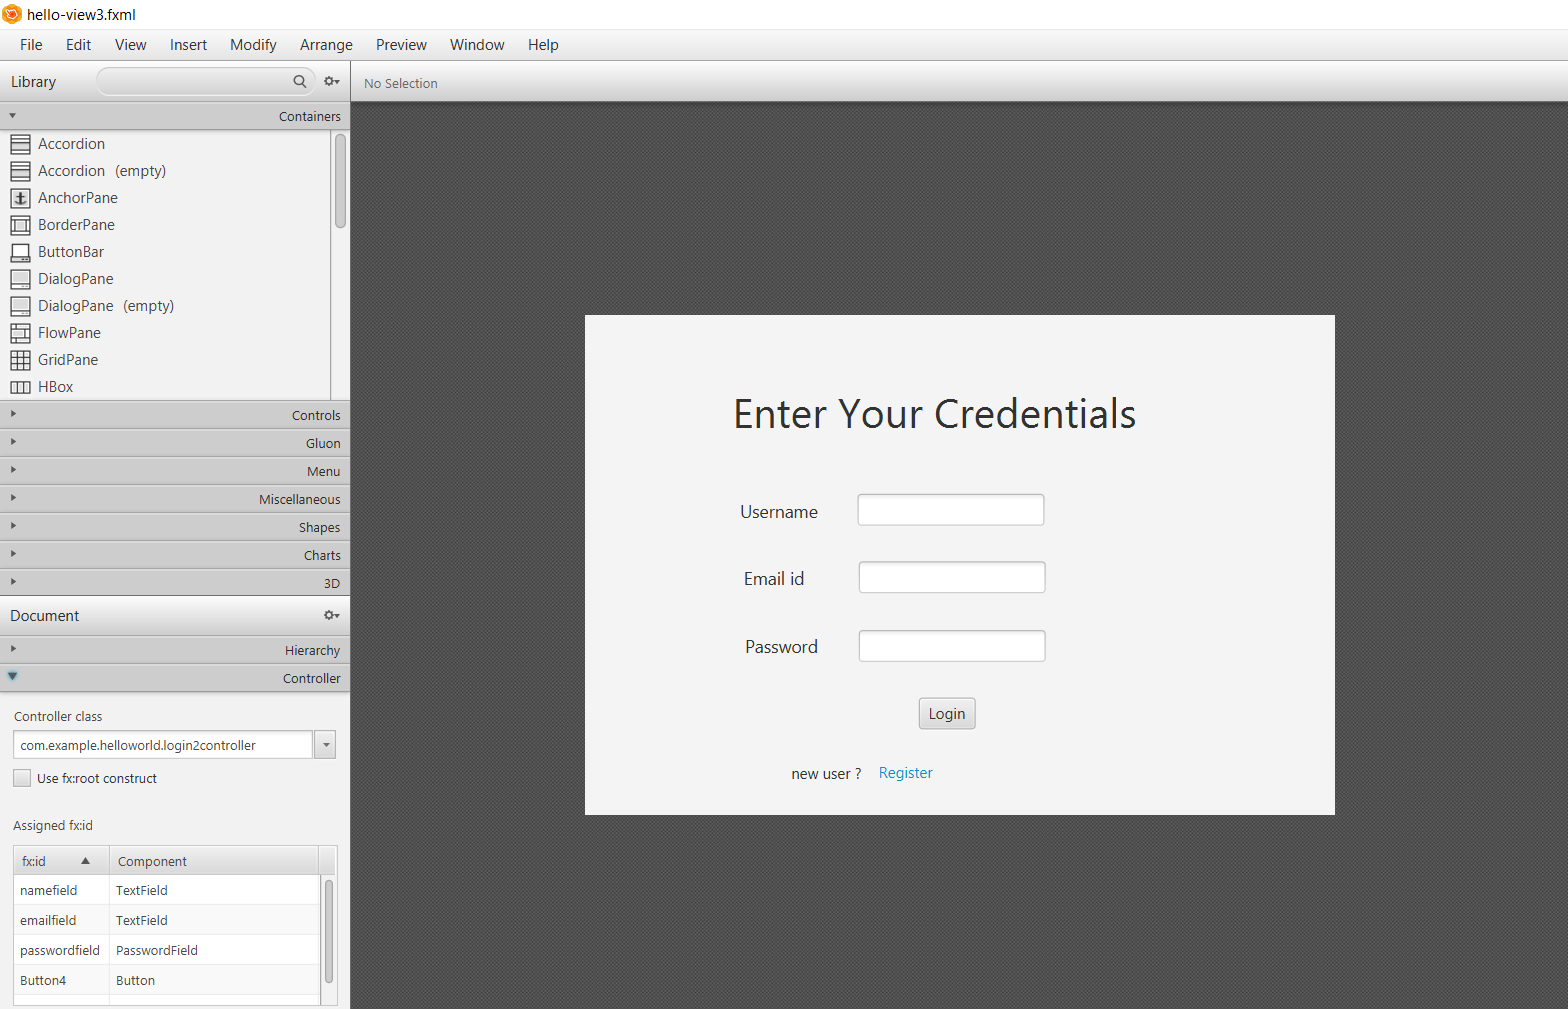 hello-view3.fxml
File Edit View Insert Modify Arrange Preview Window Help
Library
No Selection
Containers
Accordion
Accordion (empty)
AnchorPane
BorderPane
ButtonBar
DialogPane
DialogPane (empty)
FlowPane
GridPane
HBox
Controls
Gluon
Menu
Miscellaneous
Shapes
Charts
3D
Document
Hierarchy
Controller
Controller class
com.example.helloworld.login2controller
Use fx:root construct
Assigned fx:id
fx:id Component
namefield TextField
emailfield TextField
passwordfield PasswordField
Button4 Button
Enter Your Credentials
Username
Email id
Password
Login
new user ? Register